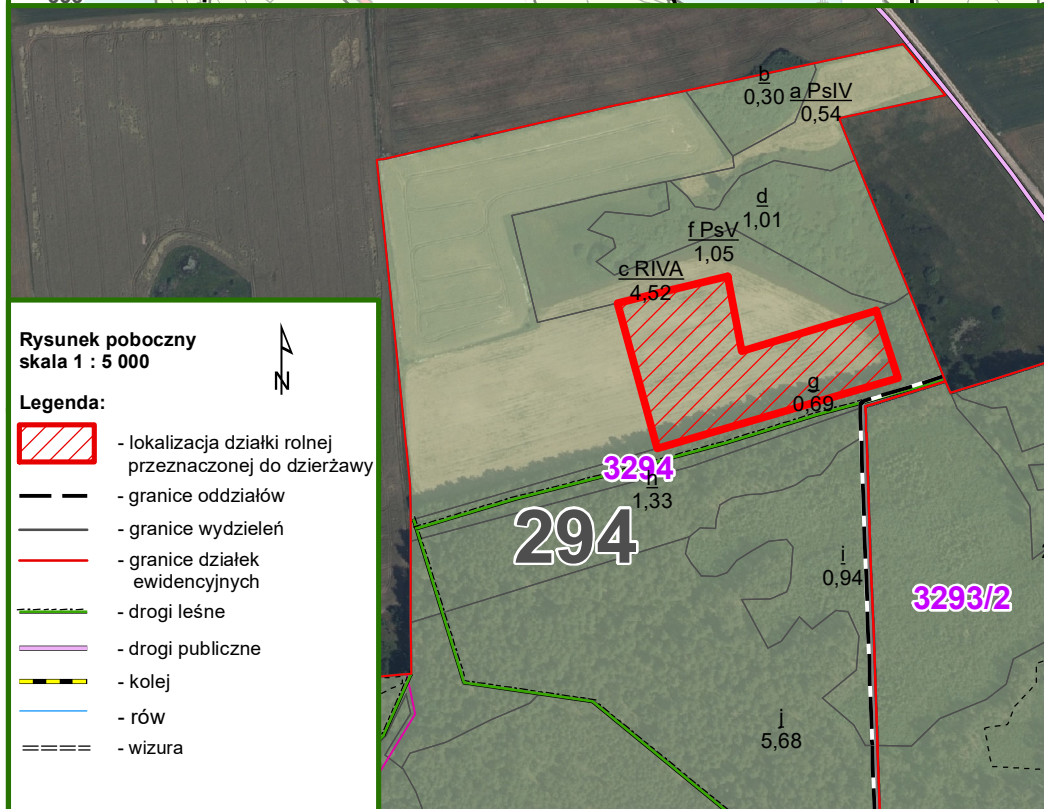 b
0,30
a PsIV
0,54
d
1,01
f PsV
1,05
c RIVA
4,52
g
0,69
3294
h
1,33
294
i
0,94
3293/2
j
5,68
Rysunek poboczny
skala 1 : 5 000
N
Legenda:
- lokalizacja działki rolnej
przeznaczonej do dzierżawy
- granice oddziałów
- granice wydzieleń
- granice działek
ewidencyjnych
- drogi leśne
- drogi publiczne
- kolej
- rów
- wizura